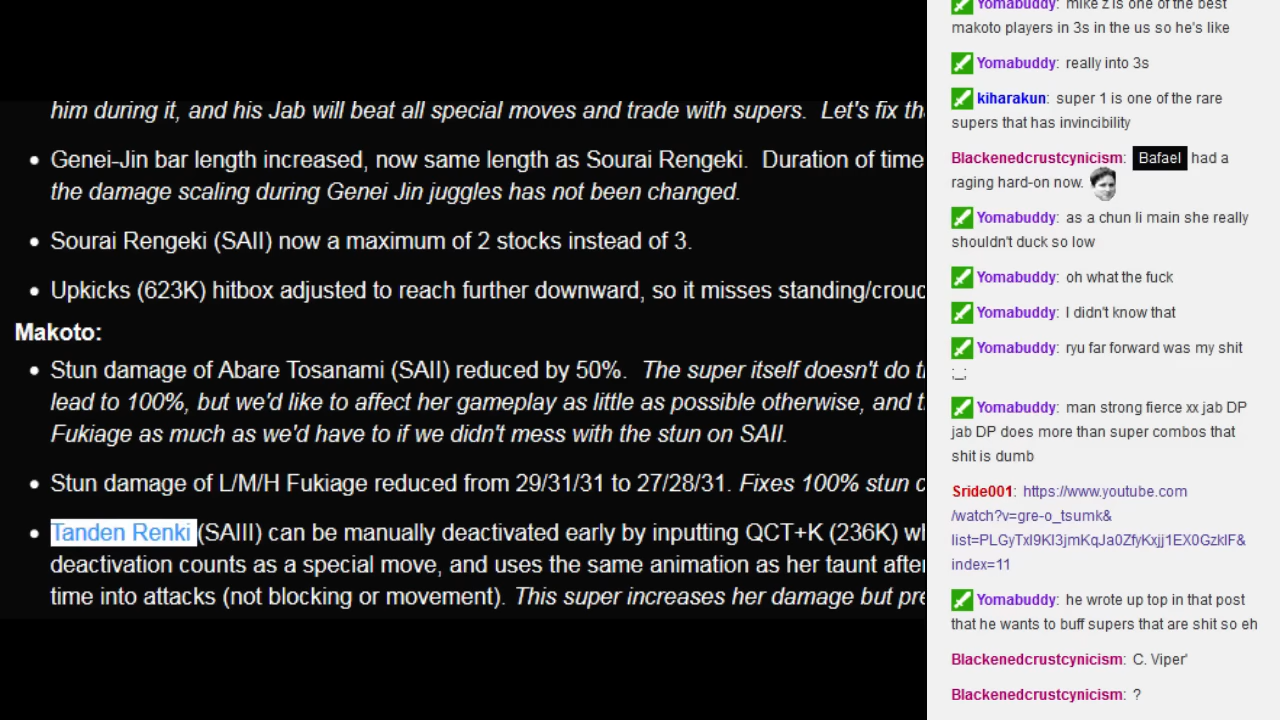 him during it, and his Jab will beat all special moves and trade with supers.  Let's fix th
Genei-Jin bar length increased, now same length as Sourai Rengeki.  Duration of time
the damage scaling during Genei Jin juggles has not been changed.
Sourai Rengeki (SAII) now a maximum of 2 stocks instead of 3.
Upkicks (623K) hitbox adjusted to reach further downward, so it misses standing/crouc
Makoto:
Stun damage of Abare Tosanami (SAII) reduced by 50%.  The super itself doesn't do t
lead to 100%, but we'd like to affect her gameplay as little as possible otherwise, and t
Fukiage as much as we'd have to if we didn't mess with the stun on SAII.
Stun damage of L/M/H Fukiage reduced from 29/31/31 to 27/28/31. Fixes 100% stun c
Tanden Renki (SAIII) can be manually deactivated early by inputting QCT+K (236K) wh
deactivation counts as a special move, and uses the same animation as her taunt after
time into attacks (not blocking or movement). This super increases her damage but pre
Yomabuddy: mike z is one of the best
makoto players in 3s in the us so he's like
Yomabuddy: really into 3s
kiharakun: super 1 is one of the rare
supers that has invincibility
Blackenedcrustcynicism: Bafael had a
raging hard-on now.
Yomabuddy: as a chun li main she really
shouldn't duck so low
Yomabuddy: oh what the fuck
Yomabuddy: I didn't know that
Yomabuddy: ryu far forward was my shit
;_;
Yomabuddy: man strong fierce xx jab DP
jab DP does more than super combos that
shit is dumb
Sride001: https://www.youtube.com
/watch?v=gre-o_tsumk&
list=PLGyTxI9KI3jmKqJa0ZfyKxjj1EX0GzkIF&
index=11
Yomabuddy: he wrote up top in that post
that he wants to buff supers that are shit so eh
Blackenedcrustcynicism: C. Viper'
Blackenedcrustcynicism: ?